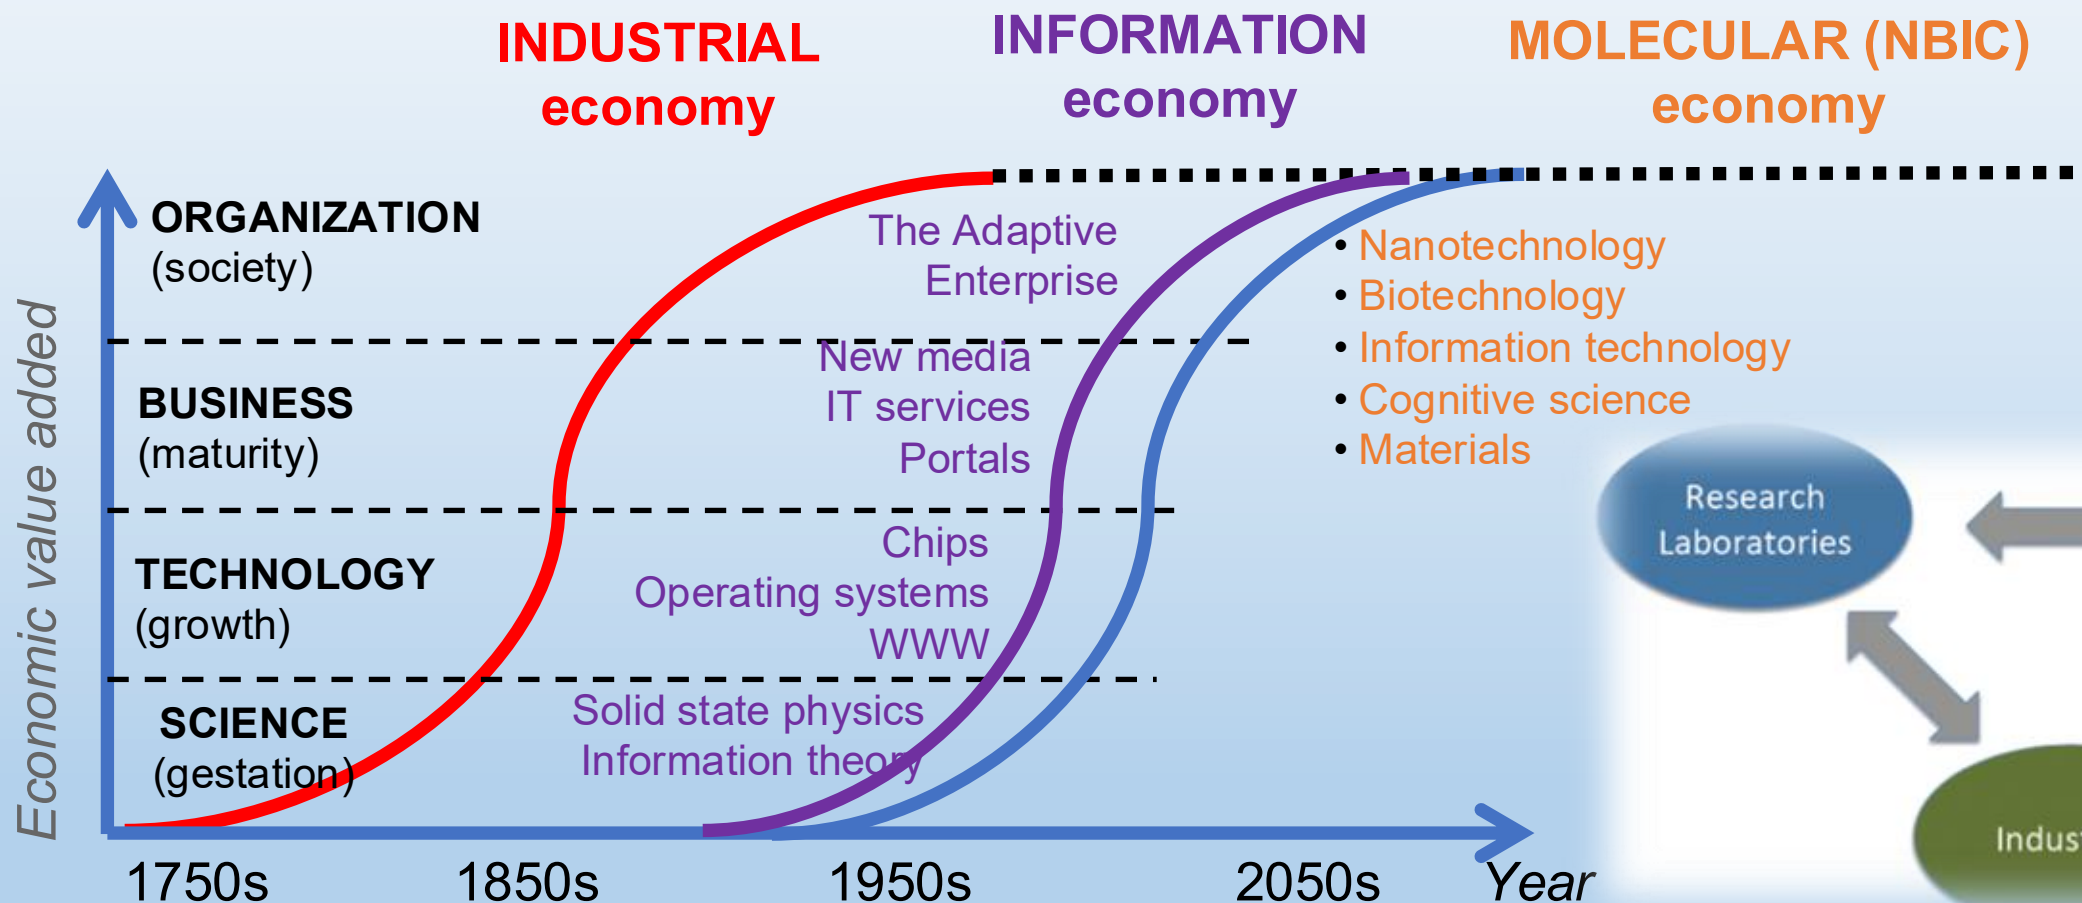 INDUSTRIAL
economy
INFORMATION
economy
MOLECULAR (NBIC)
economy
Economic value added
ORGANIZATION
(society)
BUSINESS
(maturity)
TECHNOLOGY
(growth)
SCIENCE
(gestation)
The Adaptive
Enterprise
New media
IT services
Portals
Chips
Operating systems
WWW
Solid state physics
Information theory
• Nanotechnology
• Biotechnology
• Information technology
• Cognitive science
• Materials
Research
Laboratories
1750s
1850s
1950s
2050s
Year